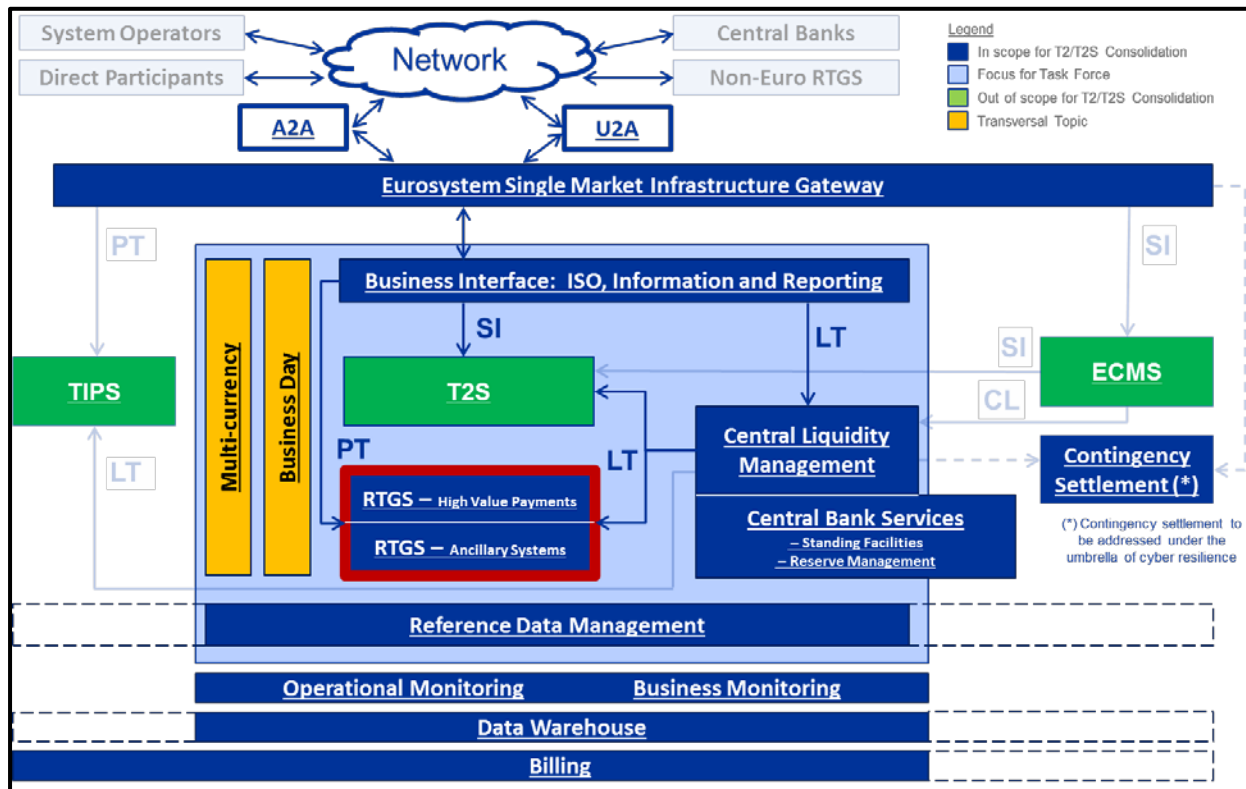 System Operators
Direct Participants
Network
Central Banks
Non-Euro RTGS
Legend
In scope for T2/T2S Consolidation
Focus for Task Force
Out of scope for T2/T2S Consolidation
Transversal Topic
A2A
U2A
Eurosystem Single Market Infrastructure Gateway
PT
SI
Business Interface: ISO, Information and Reporting
SI
LT
Multi-currency
Business Day
TIPS
T2S
SI
ECMS
CL
LT
PT
LT
Central Liquidity
Management
Contingency
Settlement (*)
RTGS – High Value Payments
RTGS – Ancillary Systems
Central Bank Services
– Standing Facilities
– Reserve Management
(*) Contingency settlement to
be addressed under the
umbrella of cyber resilience
Reference Data Management
Operational Monitoring
Business Monitoring
Data Warehouse
Billing